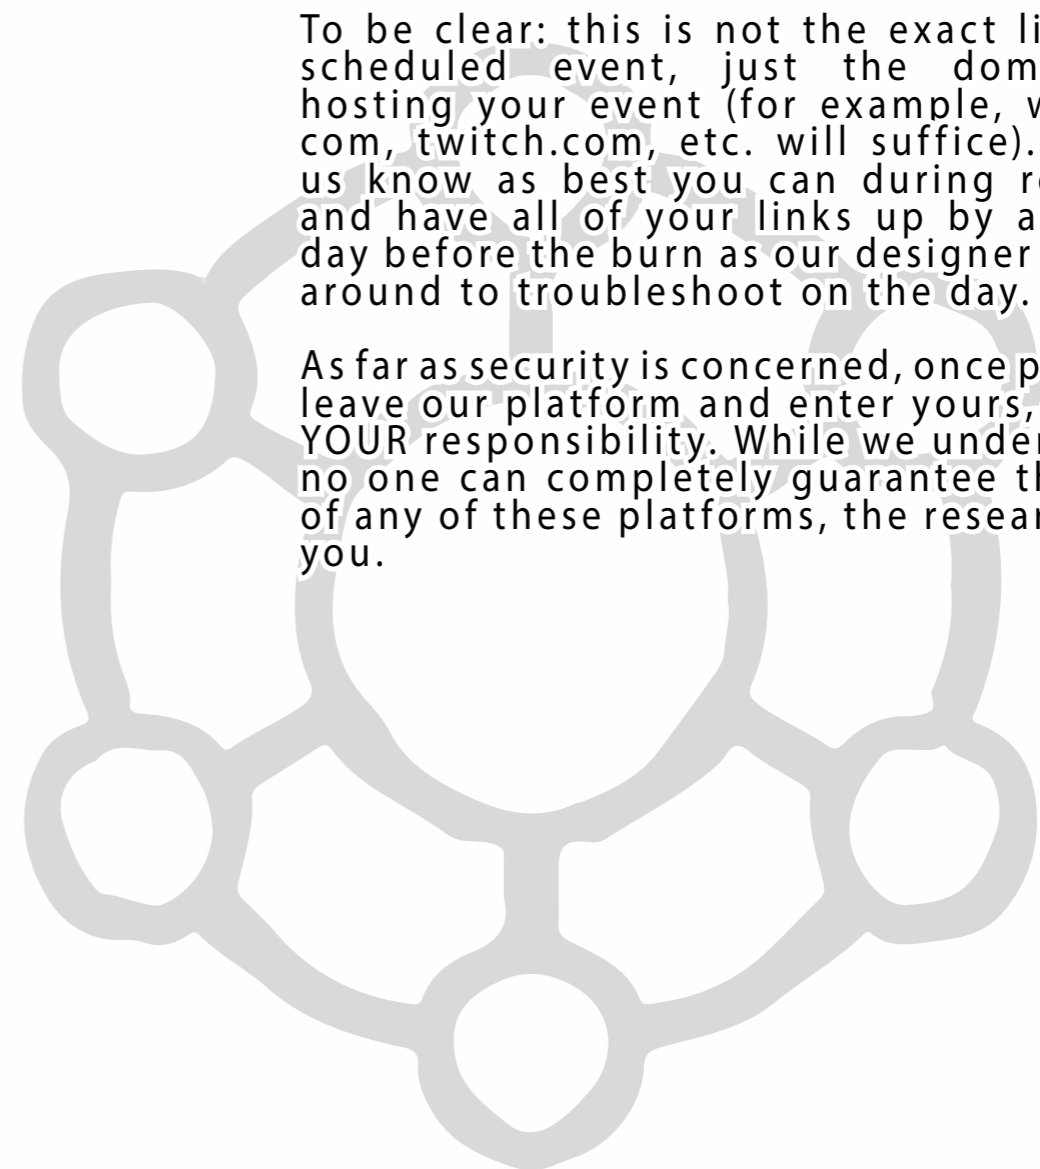 To be clear: this is not the exact li
scheduled event, just the dom
hosting your event (for example, w
com, twitch.com, etc. will suffice).
us know as best you can during re
and have all of your links up by a
day before the burn as our designer
around to troubleshoot on the day.
As far as security is concerned, once p
leave our platform and enter yours,
YOUR responsibility. While we under
no one can completely guarantee th
of any of these platforms, the resear
you.